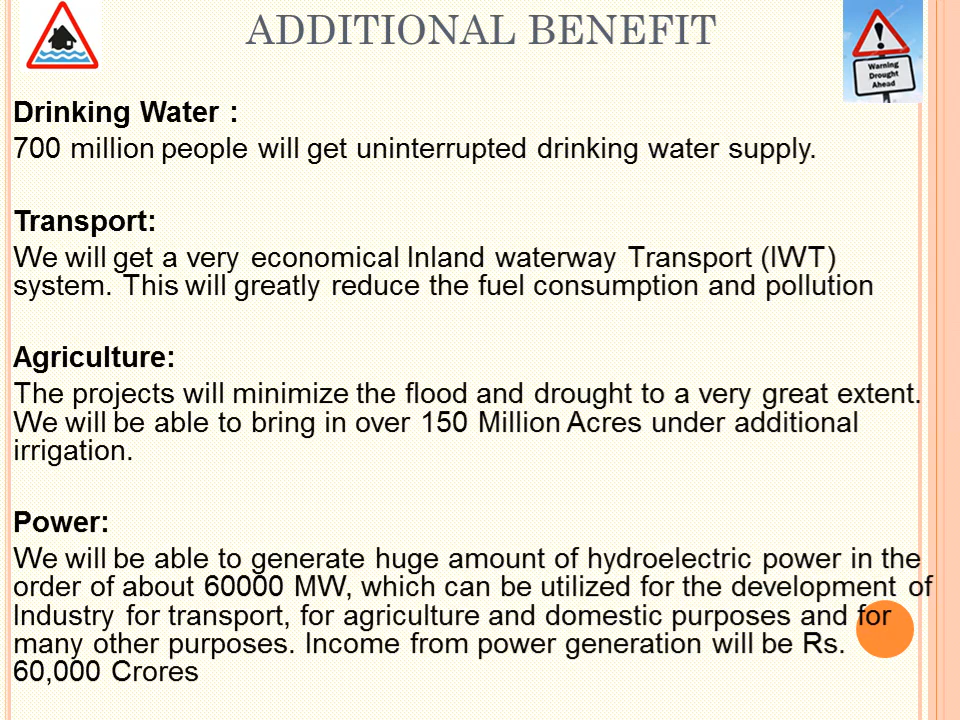 ADDITIONAL BENEFIT
Warning
Drought
Ahead
Drinking Water :
700 million people will get uninterrupted drinking water supply.
Transport:
We will get a very economical Inland waterway Transport (IWT)
system. This will greatly reduce the fuel consumption and pollution
Agriculture:
The projects will minimize the flood and drought to a very great extent.
We will be able to bring in over 150 Million Acres under additional
irrigation.
Power:
We will be able to generate huge amount of hydroelectric power in the
order of about 60000 MW, which can be utilized for the development of
Industry for transport, for agriculture and domestic purposes and for
many other purposes. Income from power generation will be Rs.
60,000 Crores